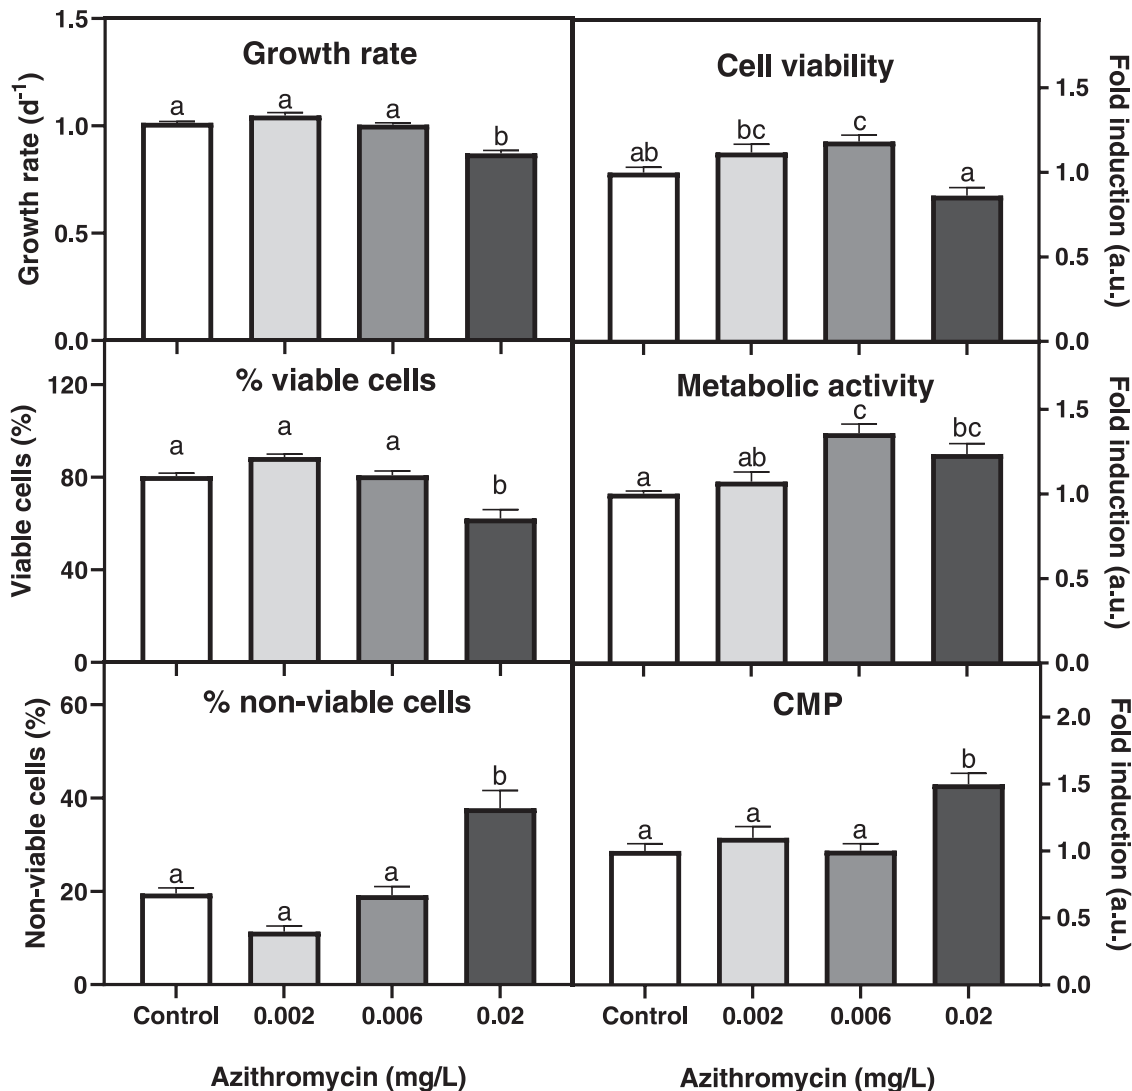 Growth rate
Growth rate (d-1)
1.5
1.0
0.5
0.0
a
a
a
b
Cell viability
Fold induction (a.u.)
1.5
1.0
0.5
0.0
ab
bc
c
a
% viable cells
Viable cells (%)
120
80
40
0
a
a
a
b
Metabolic activity
Fold induction (a.u.)
1.5
1.0
0.5
0.0
a
ab
c
bc
% non-viable cells
Non-viable cells (%)
60
40
20
0
a
a
a
b
CMP
Fold induction (a.u.)
2.0
1.5
1.0
0.5
0.0
a
a
a
b
Control 0.002 0.006 0.02
Azithromycin (mg/L)
Control 0.002 0.006 0.02
Azithromycin (mg/L)